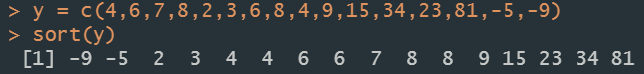 > y = c(4,6,7,8,2,3,6,8,4,9,15,34,23,81,-5,-9)
> sort(y)
[1] -9 -5  2  3  4  4  6  6  7  8  8  9 15 23 34 81